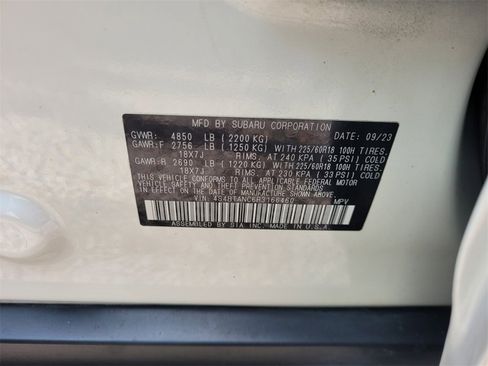 MFD BY SUBARU CORPORATION DATE: 09/23
GVWR: 4850 LB (2200 KG)
GAWR:F 2756 LB (1250 KG) WITH 225/60R18 100H TIRES,
18X7J RIMS, AT 240 KPA (35 PSI) COLD
GAWR:R 2690 LB (1220 KG) WITH 225/60R18 100H TIRES,
18X7J RIMS, AT 230 KPA (33 PSI) COLD
THIS VEHICLE CONFORMS TO ALL APPLICABLE FEDERAL MOTOR
VEHICLE SAFETY, BUMPER, AND THEFT PREVENTION STANDARDS
IN EFFECT ON THE DATE OF MANUFACTURE SHOWN ABOVE.
VIN: 4S4BTANC6R3166460 MPV
ASSEMBLED BY SIA INC. MADE IN U.S.A.